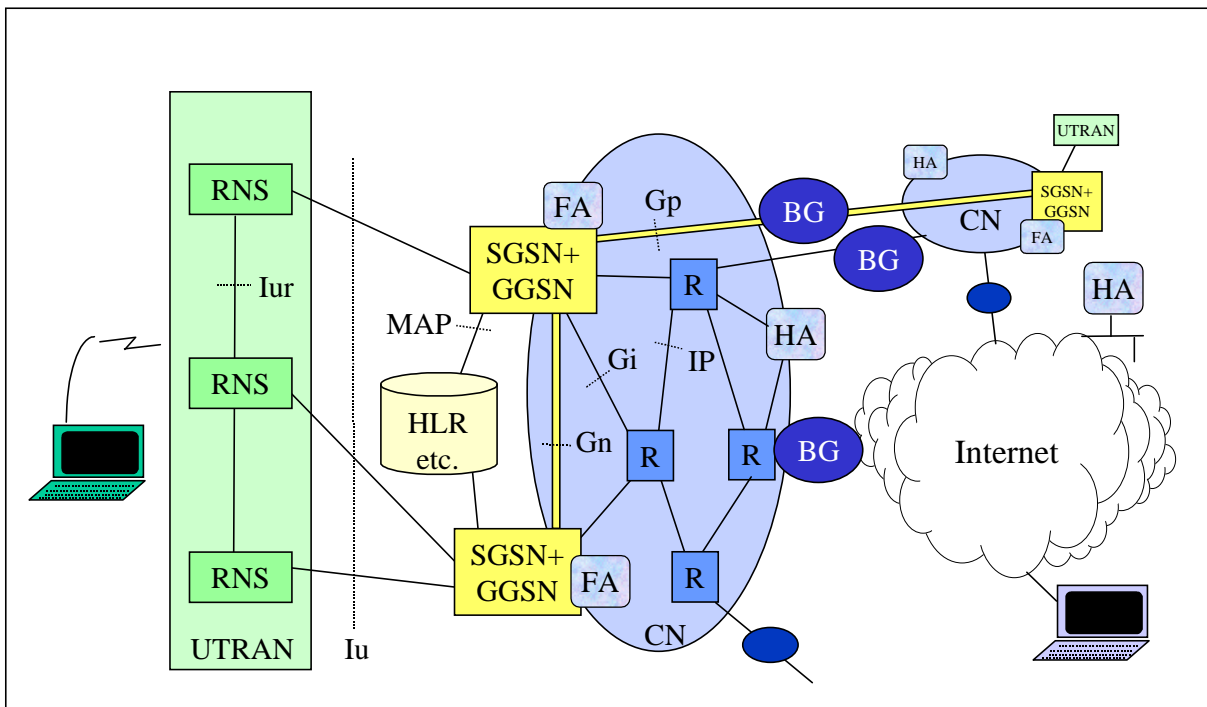 UTRAN
HA
RNS
FA
Gp
BG
SGSN+
GGSN
CN
FA
SGSN+
GGSN
BG
R
Iur
HA
MAP
HA
Gi
IP
RNS
HLR
etc.
Gn
R
R
BG
Internet
SGSN+
GGSN
RNS
FA
R
UTRAN
Iu
CN